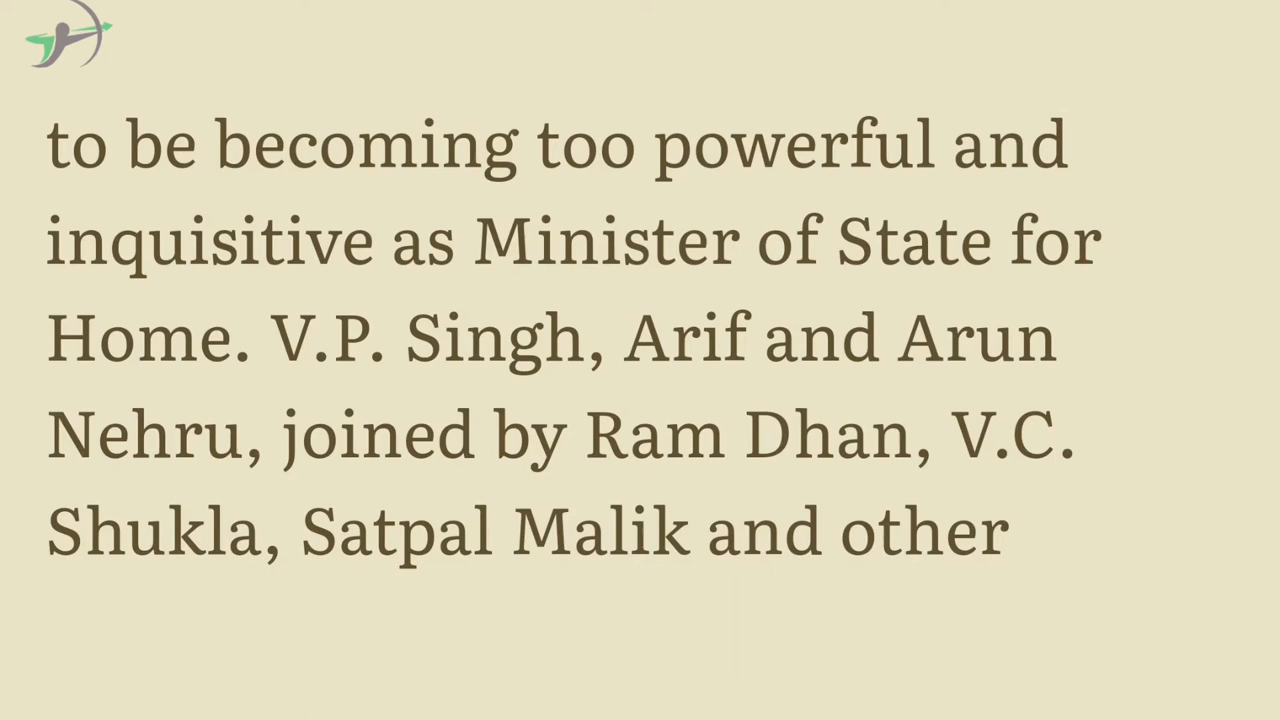 to be becoming too powerful and
inquisitive as Minister of State for
Home. V.P. Singh, Arif and Arun
Nehru, joined by Ram Dhan, V.C.
Shukla, Satpal Malik and other